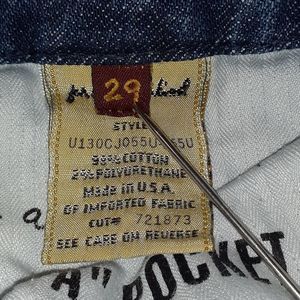 29
STYLE
98% COTTON
2% POLYURETHANE
MADE IN U.S.A.
OF IMPORTED FABRIC
CUT# 721873
SEE CARE ON REVERSE
"A" POCKET